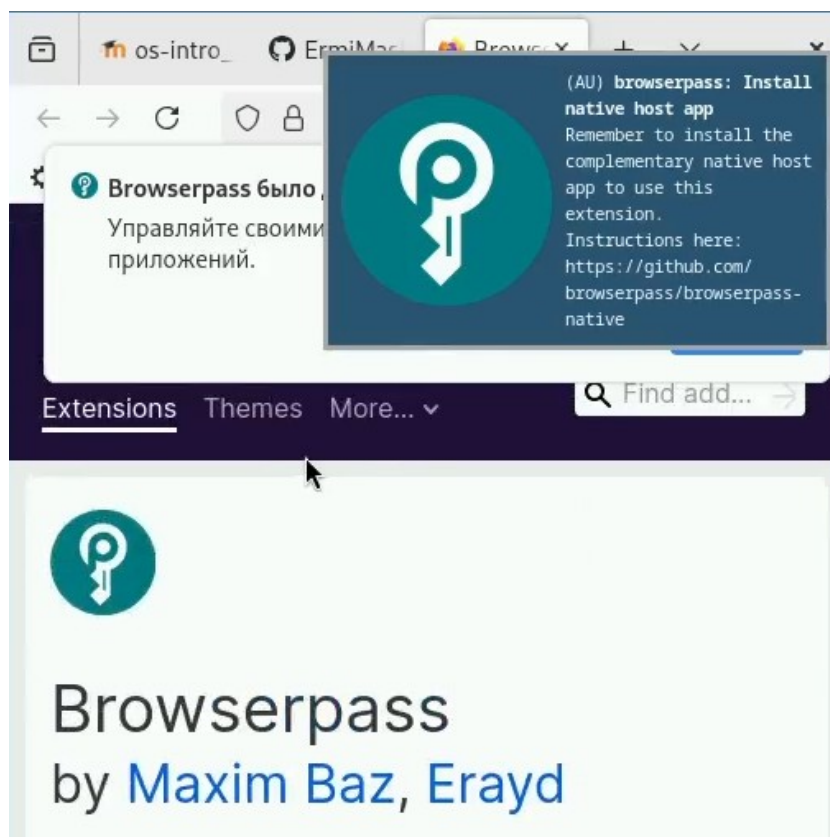 os-intro_
ErmiMas
Brows
(AU) browserpass: Install
native host app
Remember to install the
complementary native host
app to use this
extension.
Instructions here:
https://github.com/
browserpass/browserpass-
native
Browserpass было
Управляйте своими
приложений.
Extensions Themes More...
Find add...
Browserpass
by Maxim Baz, Erayd